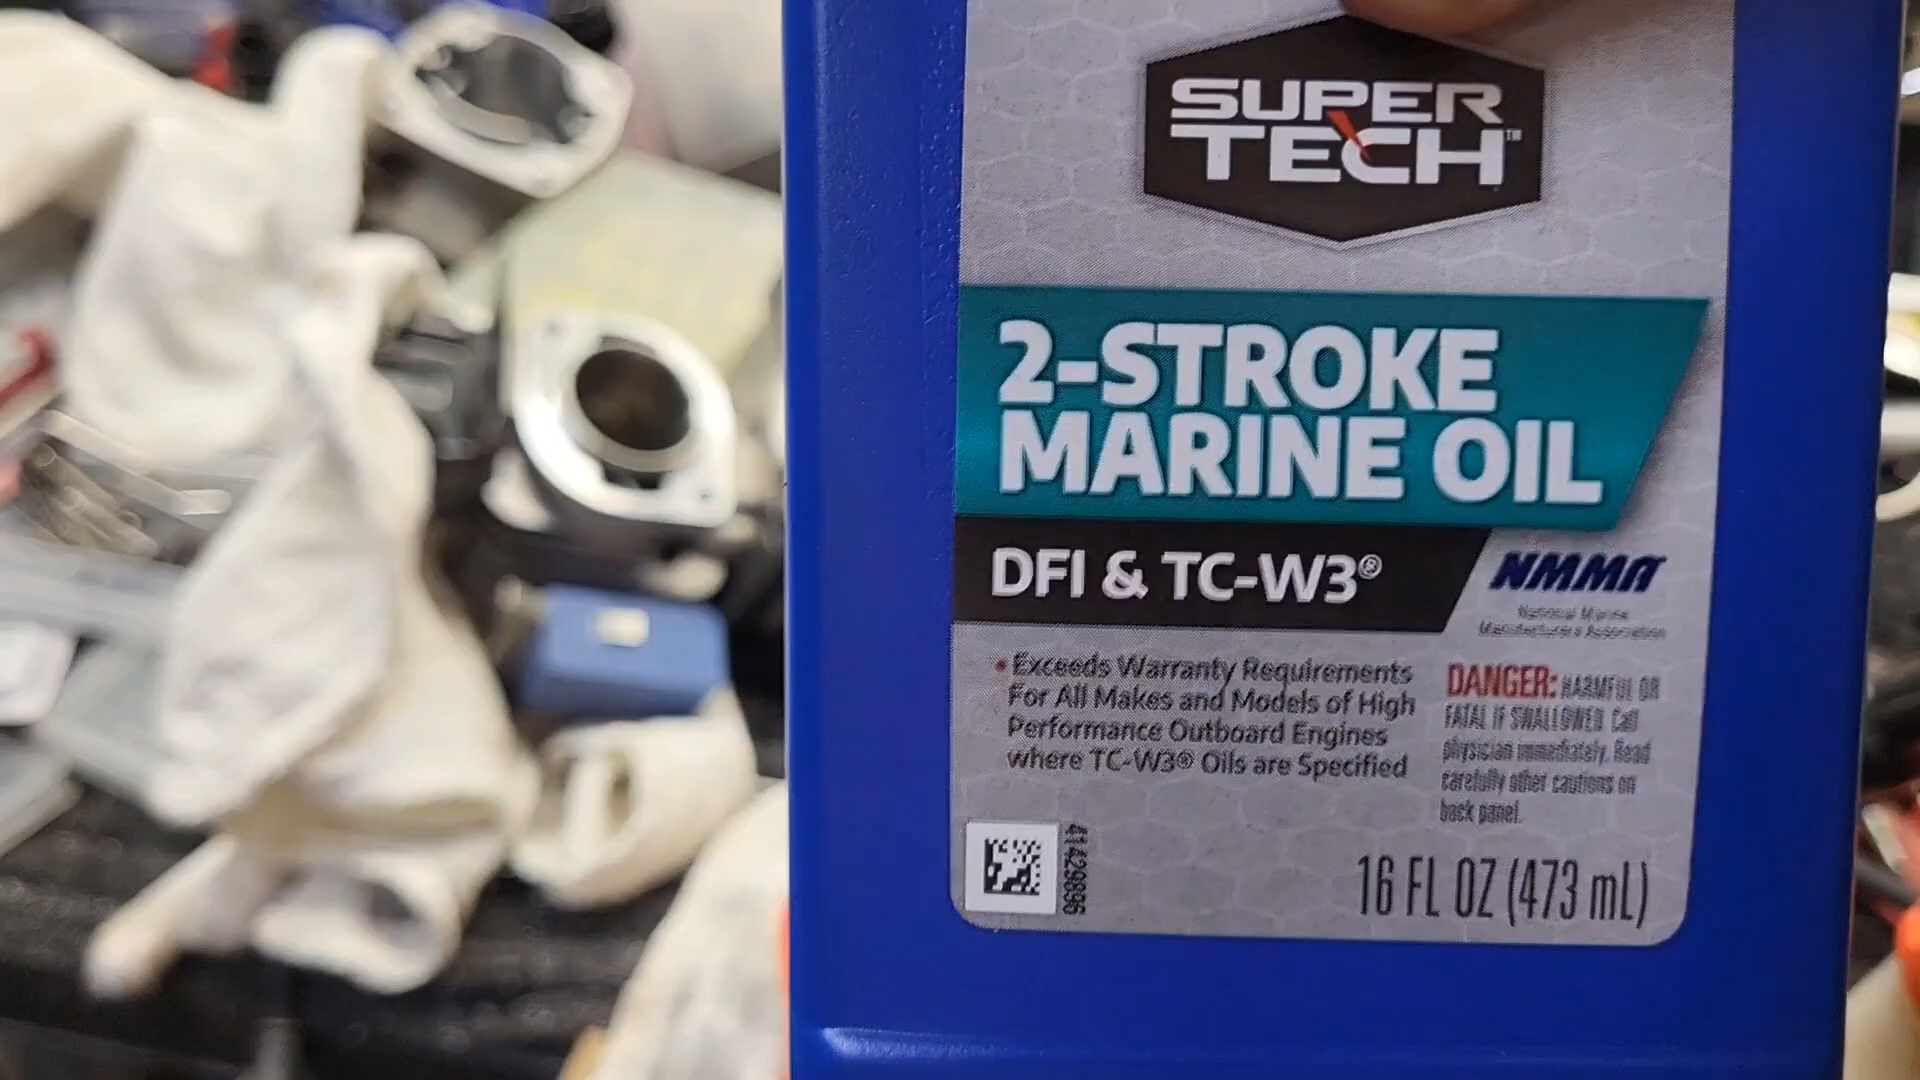 SUPER
TECH™
2-STROKE
MARINE OIL
DFI & TC-W3®
NMMA
National Marine
Manufacturers Association
• Exceeds Warranty Requirements
For All Makes and Models of High
Performance Outboard Engines
where TC-W3® Oils are Specified
DANGER: HARMFUL OR
FATAL IF SWALLOWED. Call
physician immediately. Read
carefully other cautions on
back panel.
41429896
16 FL OZ (473 mL)